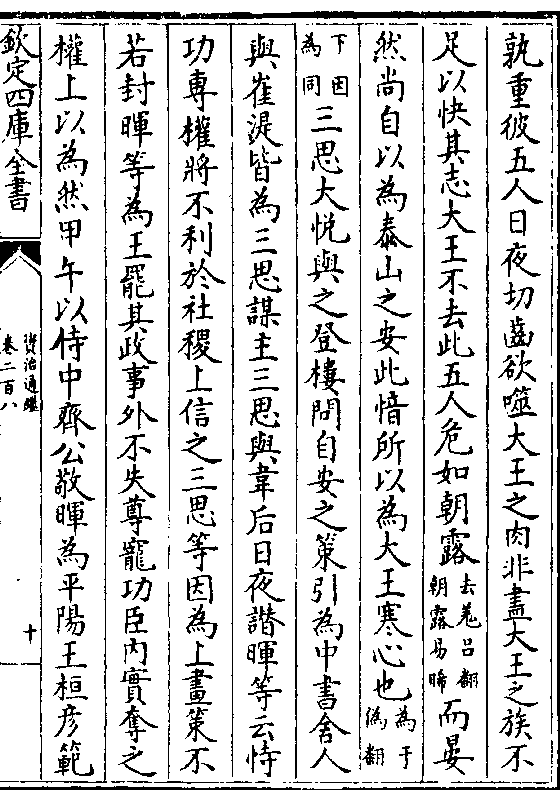 孰重彼五人日夜切齒欲噬大王之肉非盡大王之族不
足以快其志大王不去此五人危如朝露去羗呂翻朝露易晞而晏
然尚自以為泰山之安此愔所以為大王寒心也為于偽翻
下因為同三思大悅與之登樓問自安之策引為中書舍人
與崔湜皆為三思謀主三思與韋后日夜譖暉等云恃
功専權將不利於社稷上信之三思等因為上畫策不
若封暉等為王罷其政事外不失尊寵功臣内實奪之
權上以為然甲午以侍中齊公敬暉為平陽王桓彦範
欽定四庫全書
資治通鑑
卷二百八
十